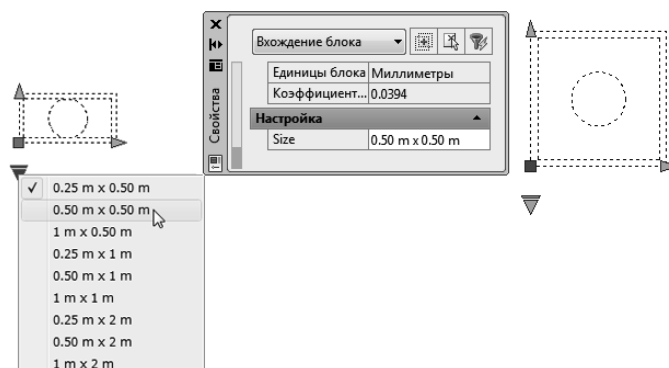 Вхождение блока
Единицы блока Миллиметры
Коэффициент... 0.0394
Настройка
Size 0.50 m x 0.50 m
Свойства
✓ 0.25 m x 0.50 m
0.50 m x 0.50 m
1 m x 0.50 m
0.25 m x 1 m
0.50 m x 1 m
1 m x 1 m
0.25 m x 2 m
0.50 m x 2 m
1 m x 2 m